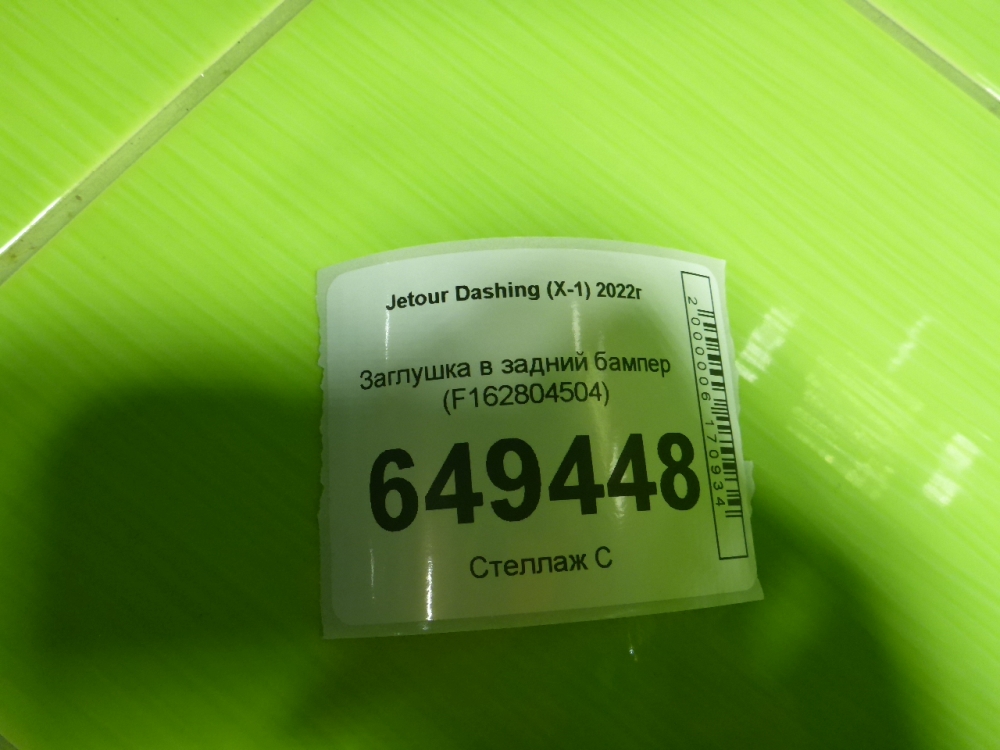 Jetour Dashing (X-1) 2022г
Заглушка в задний бампер
(F162804504)
649448
Стеллаж С
2000006170934